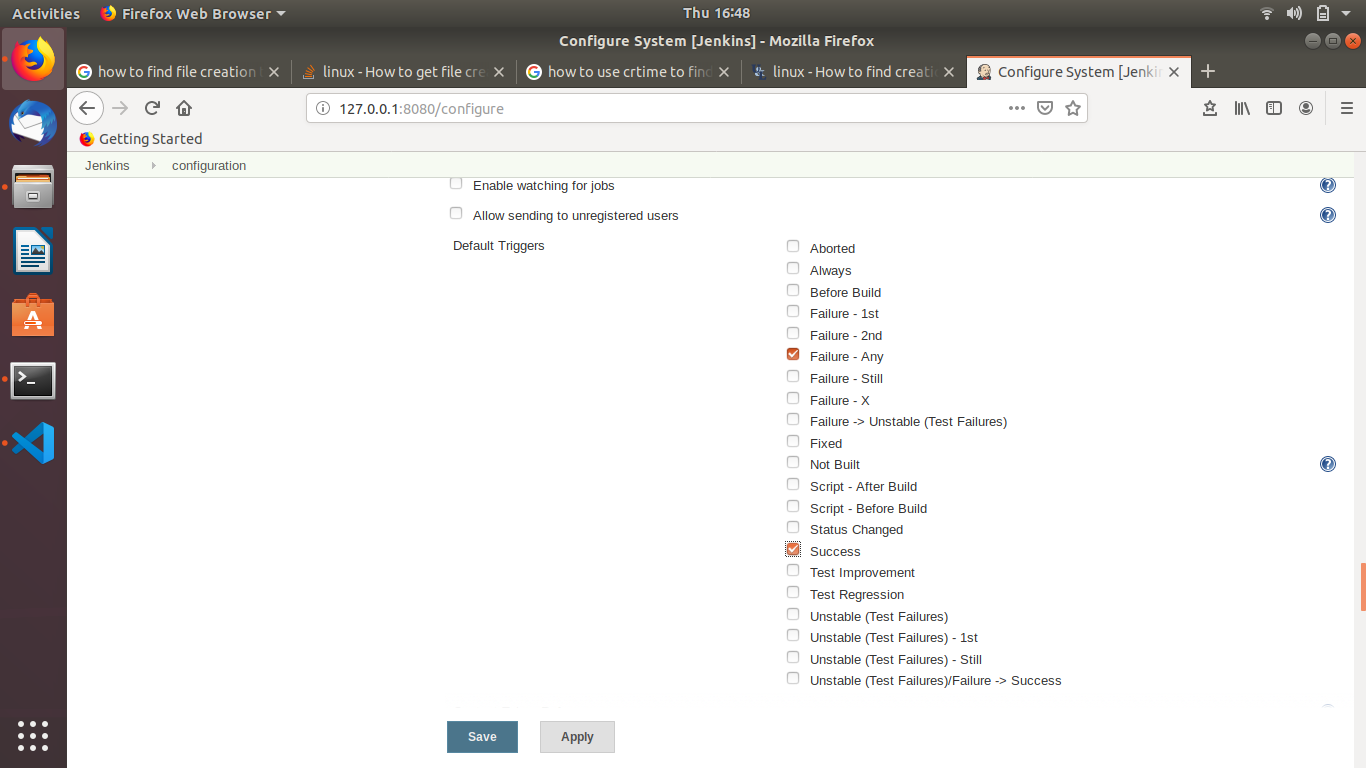 Activities Firefox Web Browser Thu 16:48
Configure System [Jenkins] - Mozilla Firefox
how to find file creation linux - How to get file cre how to use crtime to find linux - How to find creati Configure System [Jenkin
127.0.0.1:8080/configure
Getting Started
Jenkins configuration
Enable watching for jobs
Allow sending to unregistered users
Default Triggers
Aborted
Always
Before Build
Failure - 1st
Failure - 2nd
Failure - Any
Failure - Still
Failure - X
Failure -> Unstable (Test Failures)
Fixed
Not Built
Script - After Build
Script - Before Build
Status Changed
Success
Test Improvement
Test Regression
Unstable (Test Failures)
Unstable (Test Failures) - 1st
Unstable (Test Failures) - Still
Unstable (Test Failures)/Failure -> Success
Save Apply